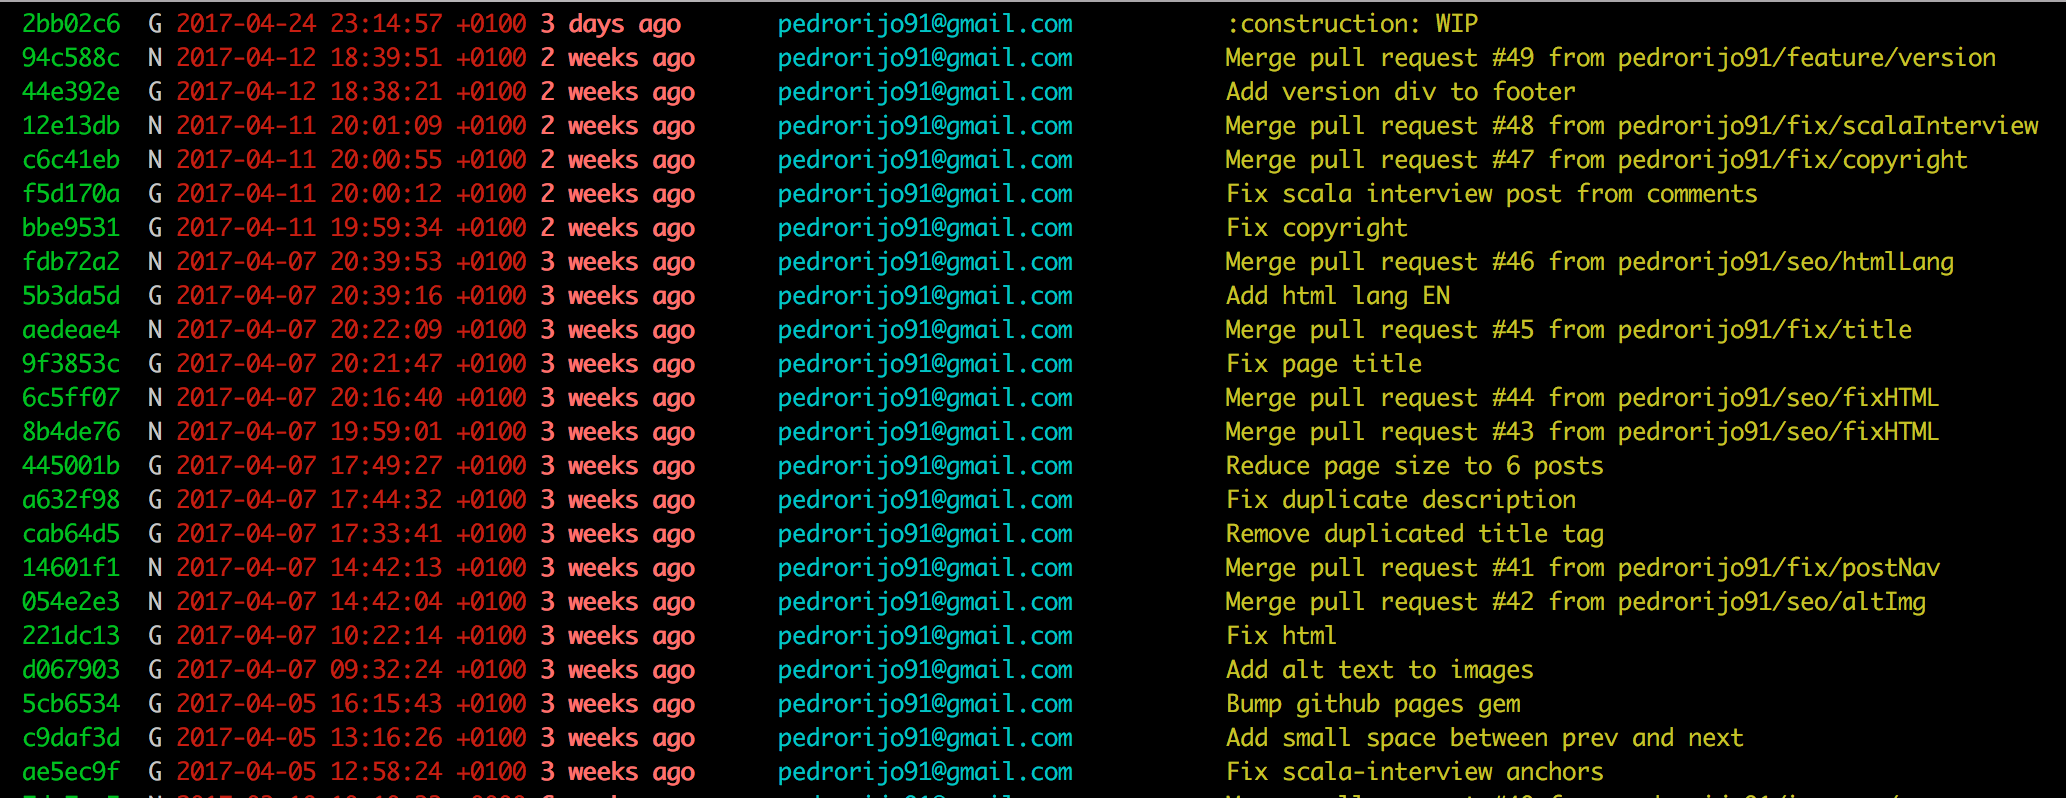 2bb02c6 G 2017-04-24 23:14:57 +0100 3 days ago pedrorijo91@gmail.com :construction: WIP
94c588c N 2017-04-12 18:39:51 +0100 2 weeks ago pedrorijo91@gmail.com Merge pull request #49 from pedrorijo91/feature/version
44e392e G 2017-04-12 18:38:21 +0100 2 weeks ago pedrorijo91@gmail.com Add version div to footer
12e13db N 2017-04-11 20:01:09 +0100 2 weeks ago pedrorijo91@gmail.com Merge pull request #48 from pedrorijo91/fix/scalaInterview
c6c41eb N 2017-04-11 20:00:55 +0100 2 weeks ago pedrorijo91@gmail.com Merge pull request #47 from pedrorijo91/fix/copyright
f5d170a G 2017-04-11 20:00:12 +0100 2 weeks ago pedrorijo91@gmail.com Fix scala interview post from comments
bbe9531 G 2017-04-11 19:59:34 +0100 2 weeks ago pedrorijo91@gmail.com Fix copyright
fdb72a2 N 2017-04-07 20:39:53 +0100 3 weeks ago pedrorijo91@gmail.com Merge pull request #46 from pedrorijo91/seo/htmlLang
5b3da5d G 2017-04-07 20:39:16 +0100 3 weeks ago pedrorijo91@gmail.com Add html lang EN
aedeae4 N 2017-04-07 20:22:09 +0100 3 weeks ago pedrorijo91@gmail.com Merge pull request #45 from pedrorijo91/fix/title
9f3853c G 2017-04-07 20:21:47 +0100 3 weeks ago pedrorijo91@gmail.com Fix page title
6c5ff07 N 2017-04-07 20:16:40 +0100 3 weeks ago pedrorijo91@gmail.com Merge pull request #44 from pedrorijo91/seo/fixHTML
8b4de76 N 2017-04-07 19:59:01 +0100 3 weeks ago pedrorijo91@gmail.com Merge pull request #43 from pedrorijo91/seo/fixHTML
445001b G 2017-04-07 17:49:27 +0100 3 weeks ago pedrorijo91@gmail.com Reduce page size to 6 posts
a632f98 G 2017-04-07 17:44:32 +0100 3 weeks ago pedrorijo91@gmail.com Fix duplicate description
cab64d5 G 2017-04-07 17:33:41 +0100 3 weeks ago pedrorijo91@gmail.com Remove duplicated title tag
14601f1 N 2017-04-07 14:42:13 +0100 3 weeks ago pedrorijo91@gmail.com Merge pull request #41 from pedrorijo91/fix/postNav
054e2e3 N 2017-04-07 14:42:04 +0100 3 weeks ago pedrorijo91@gmail.com Merge pull request #42 from pedrorijo91/seo/altImg
221dc13 G 2017-04-07 10:22:14 +0100 3 weeks ago pedrorijo91@gmail.com Fix html
d067903 G 2017-04-07 09:32:24 +0100 3 weeks ago pedrorijo91@gmail.com Add alt text to images
5cb6534 G 2017-04-05 16:15:43 +0100 3 weeks ago pedrorijo91@gmail.com Bump github pages gem
c9daf3d G 2017-04-05 13:16:26 +0100 3 weeks ago pedrorijo91@gmail.com Add small space between prev and next
ae5ec9f G 2017-04-05 12:58:24 +0100 3 weeks ago pedrorijo91@gmail.com Fix scala-interview anchors